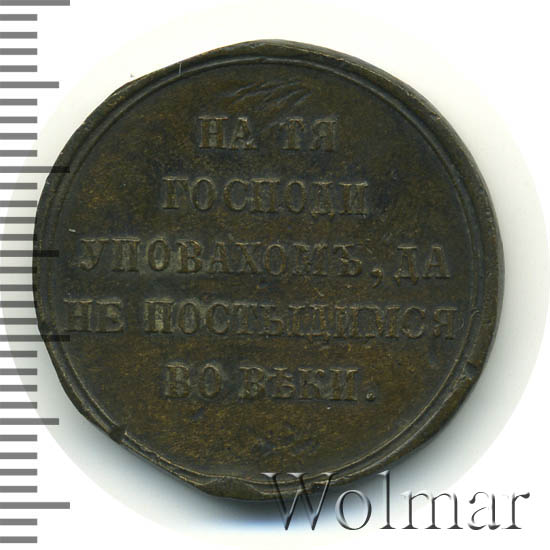 НА ТЯ
ГОСПОДИ
УПОВАХОМЪ, ДА
НЕ ПОСТЫДИМСЯ
ВО ВѢКИ.
Wolmar